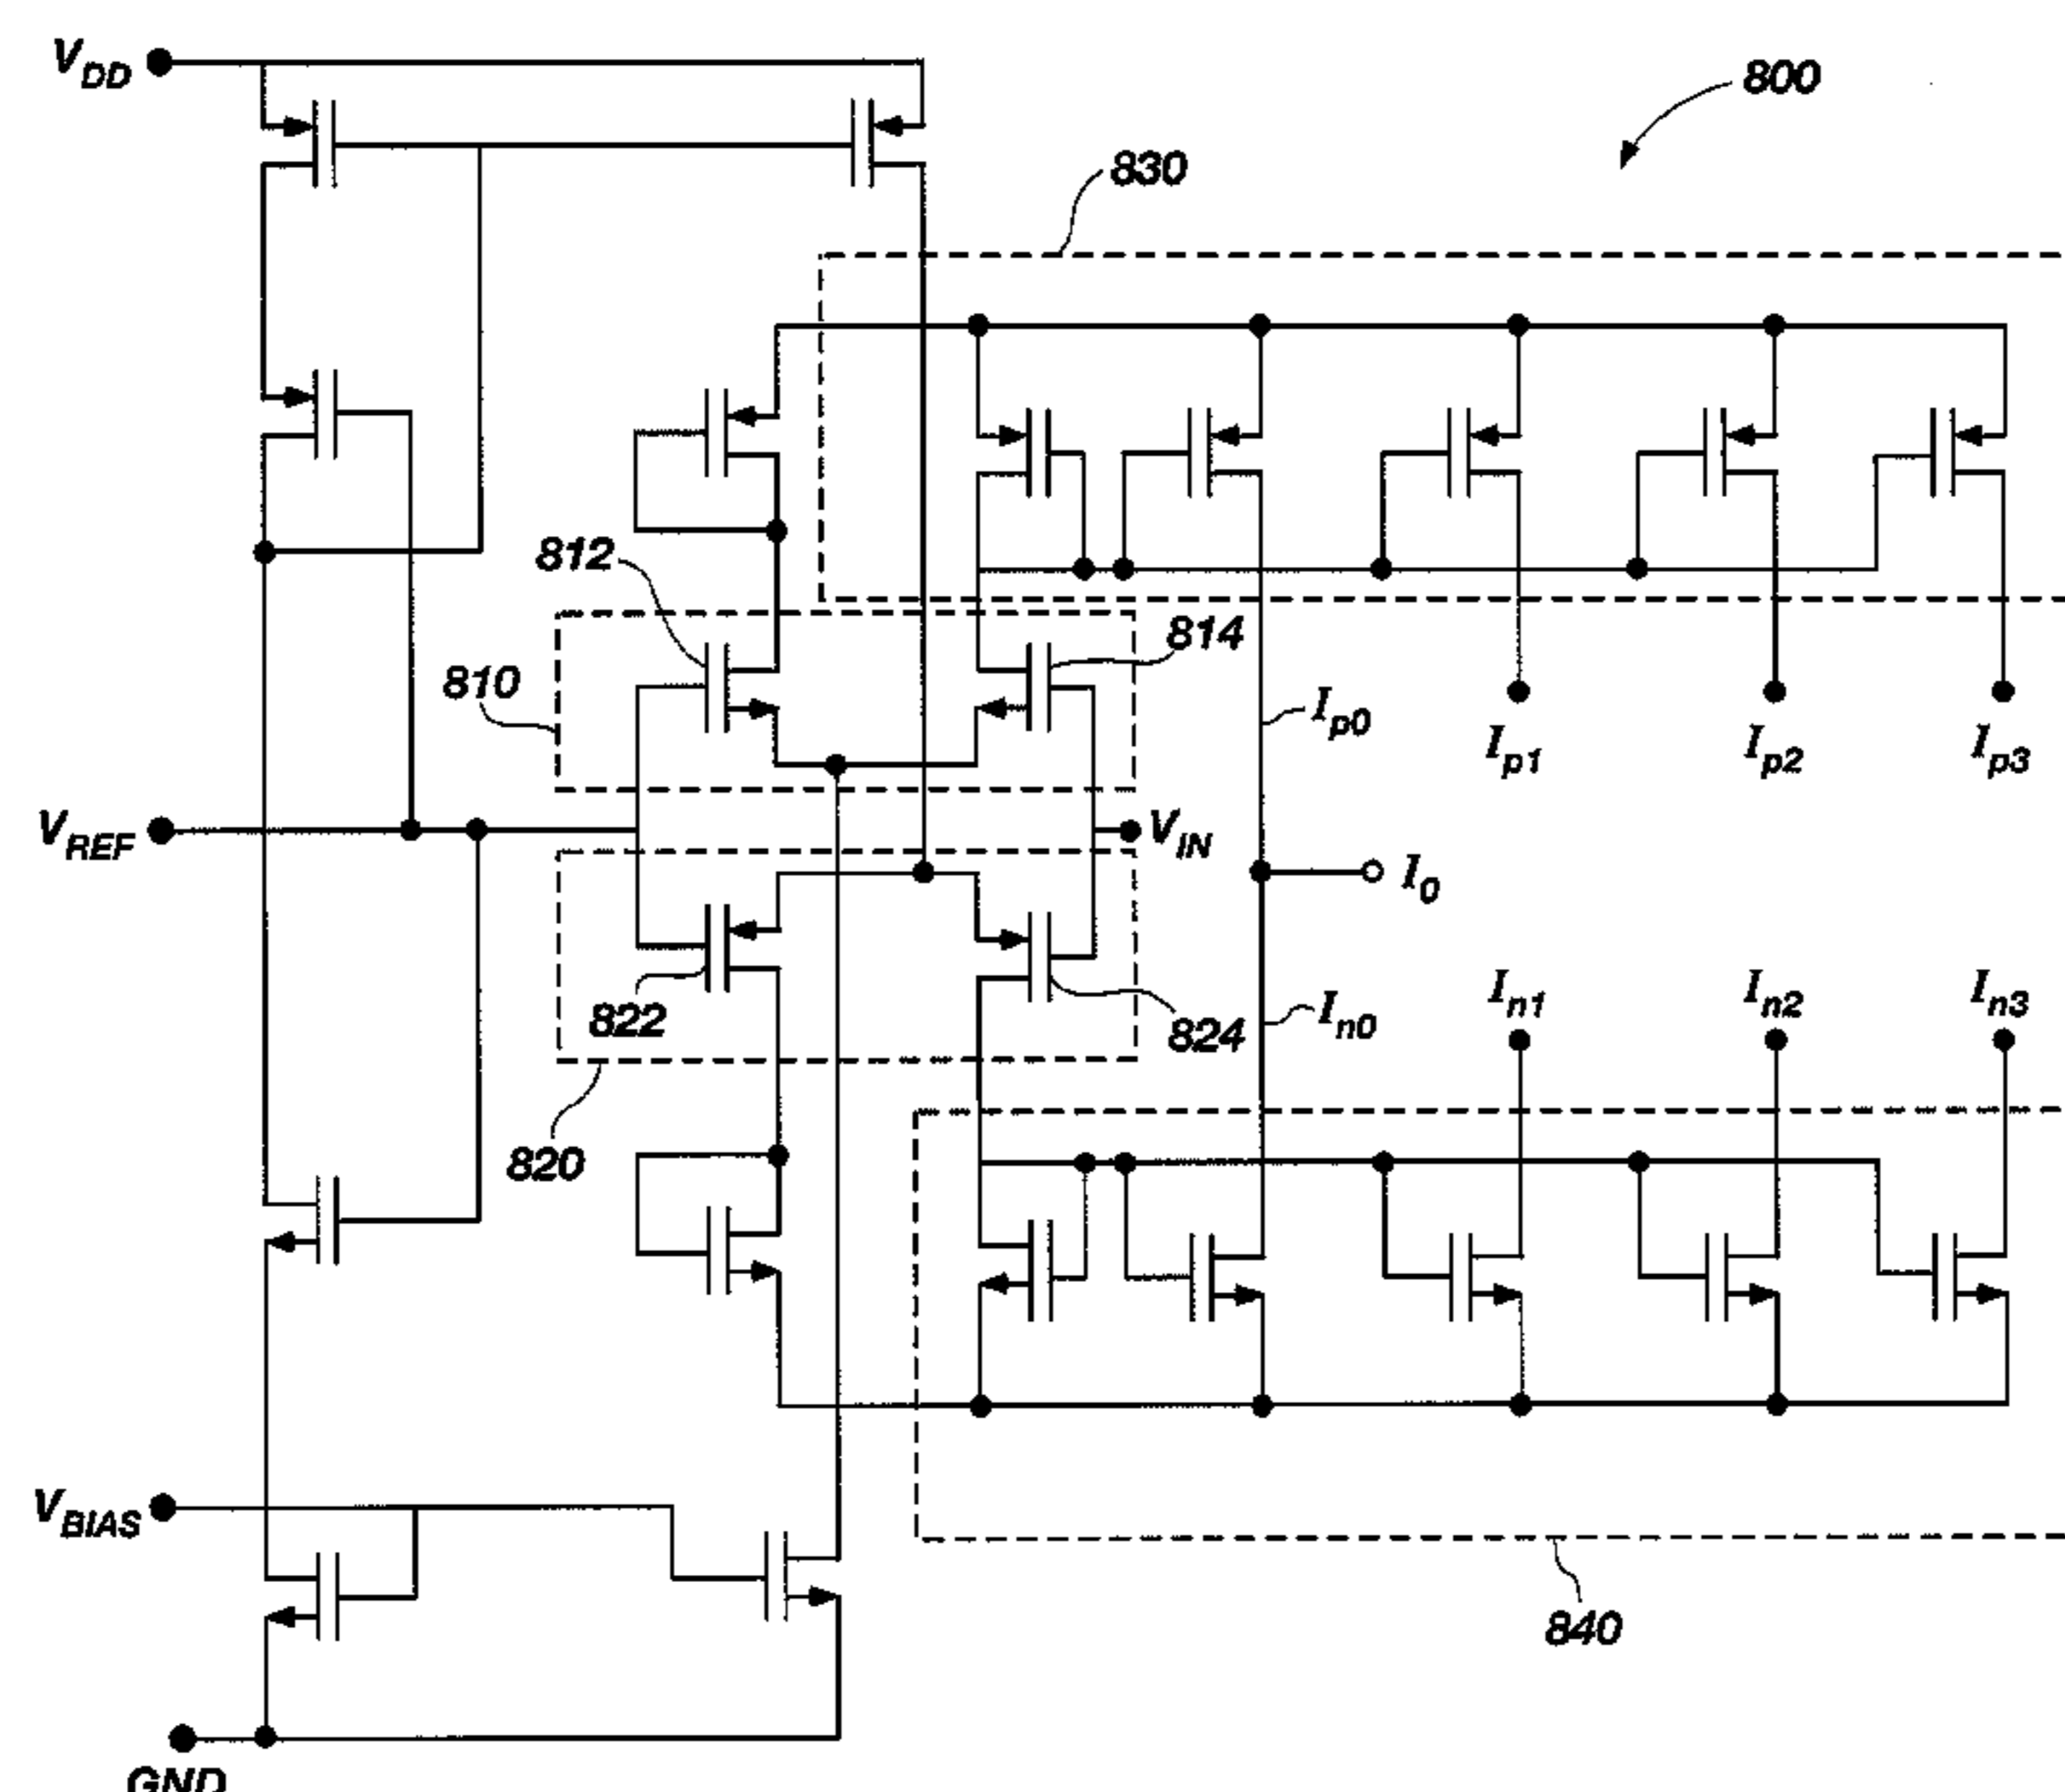 V_DD
800
830
812
814
810
I_p0
I_p1
I_p2
I_p3
V_REF
V_IN
I_0
I_n1
I_n2
I_n3
822
824
I_n0
820
V_BIAS
840
GND